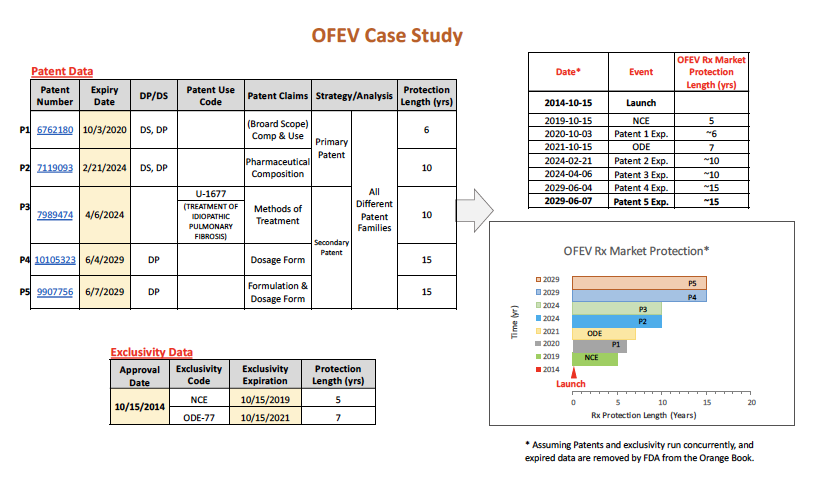 OFEV Case Study
Patent Data
Patent Number Expiry Date DP/DS Patent Use Code Patent Claims Strategy/Analysis Protection Length (yrs)
P1 6762180 10/3/2020 DS, DP (Broard Scope) Comp & Use 6
Primary Patent
P2 7119093 2/21/2024 DS, DP Pharmaceutical Composition 10
P3 7989474 4/6/2024 U-1677 (TREATMENT OF IDIOPATHIC PULMONARY FIBROSIS) Methods of Treatment 10
All Different Patent Families
Secondary Patent
P4 10105323 6/4/2029 DP Dosage Form 15
P5 9907756 6/7/2029 DP Formulation & Dosage Form 15
Exclusivity Data
Approval Date Exclusivity Code Exclusivity Expiration Protection Length (yrs)
10/15/2014 NCE 10/15/2019 5
ODE-77 10/15/2021 7
Date* Event OFEV Rx Market Protection Length (yrs)
2014-10-15 Launch
2019-10-15 NCE 5
2020-10-03 Patent 1 Exp. ~6
2021-10-15 ODE 7
2024-02-21 Patent 2 Exp. ~10
2024-04-06 Patent 3 Exp. ~10
2029-06-04 Patent 4 Exp. ~15
2029-06-07 Patent 5 Exp. ~15
OFEV Rx Market Protection*
Time (yr)
2029 P5
2029 P4
2024 P3
2024 P2
2021 ODE
2020 P1
2019 NCE
2014
Launch
0 5 10 15 20
Rx Protection Length (Years)
* Assuming Patents and exclusivity run concurrently, and
expired data are removed by FDA from the Orange Book.